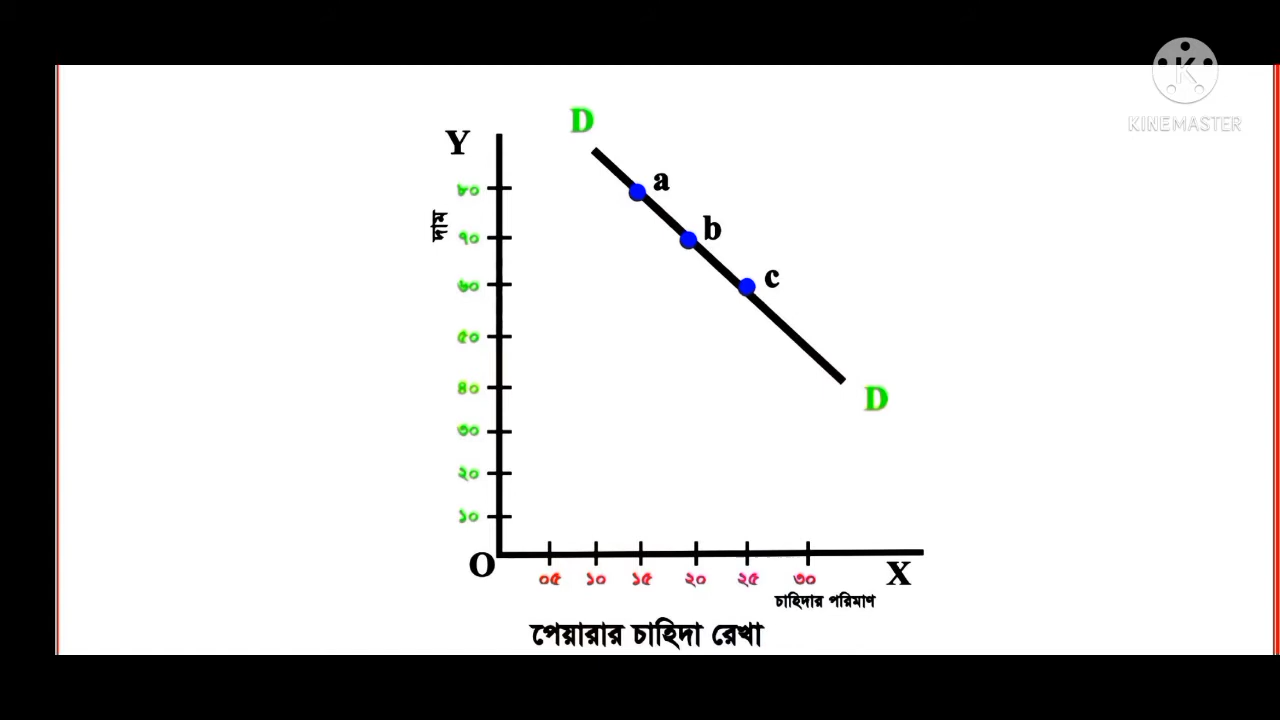 K
KINEMASTER
D
Y
a
৮০
দাম
b
৭০
c
৬০
৫০
৪০
D
৩০
২০
১০
O
০৫ ১০ ১৫ ২০ ২৫ ৩০
X
চাহিদার পরিমাণ
পেয়ারার চাহিদা রেখা